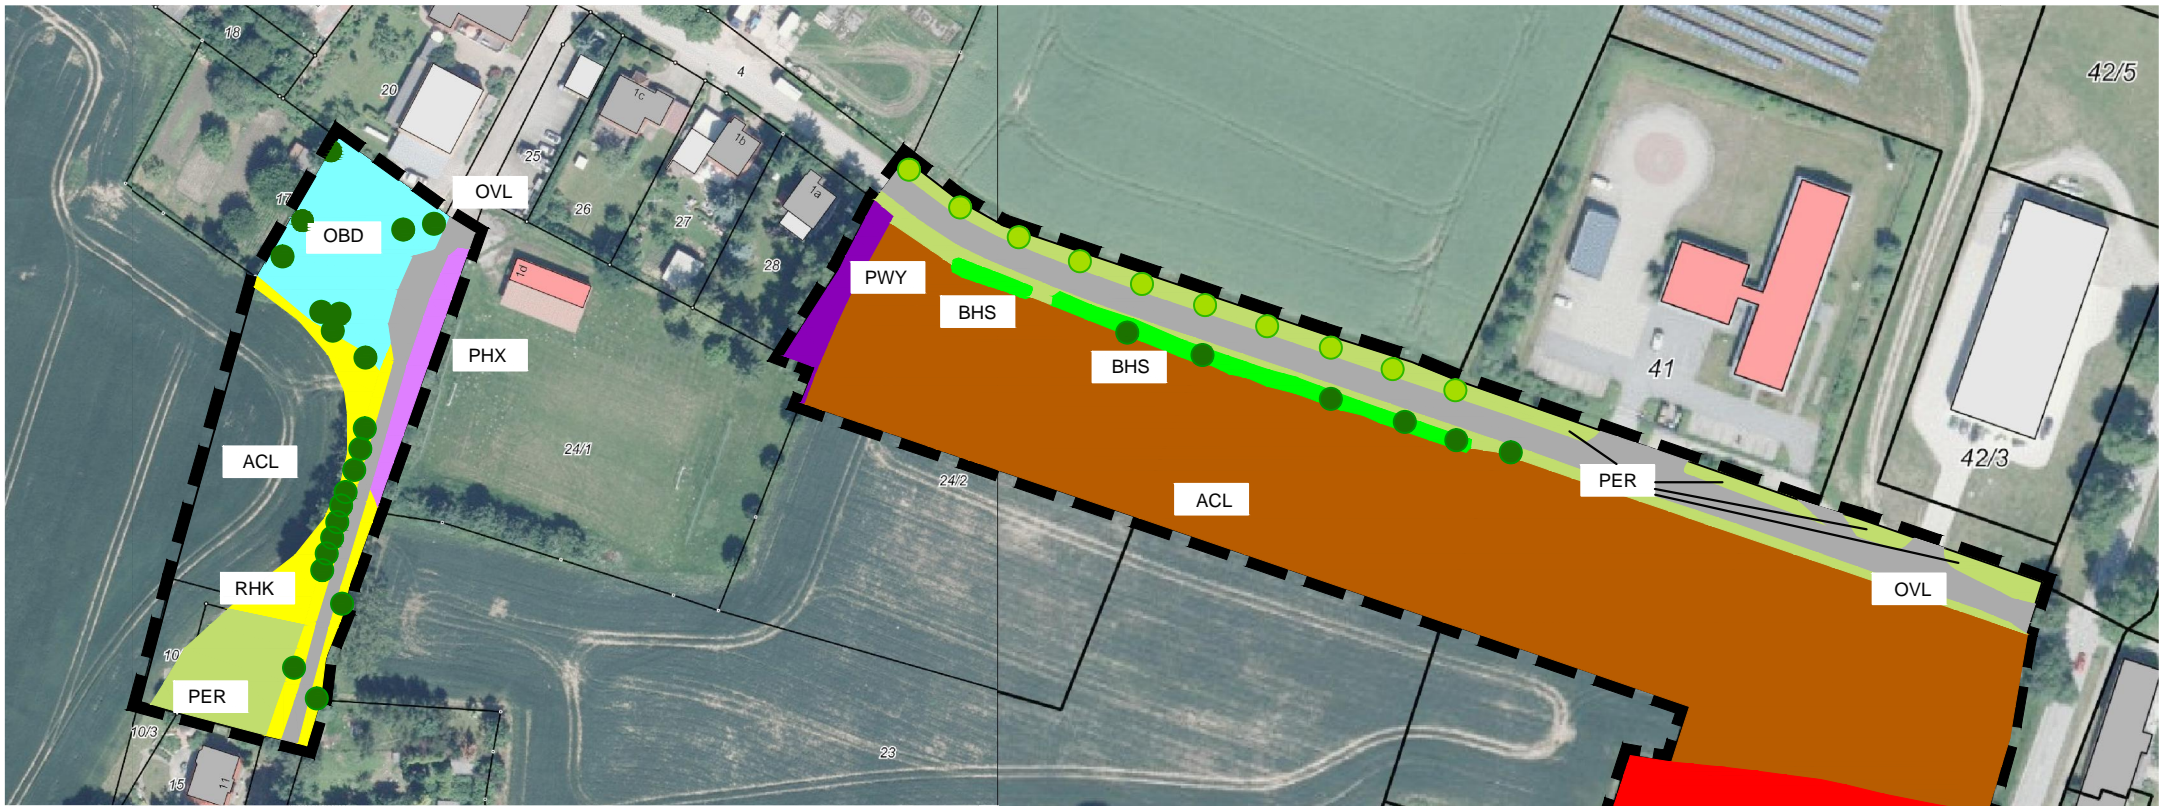 18
20
4
42/5
1c
1b
25
OVL
17
26
1a
27
OBD
28
1d
PWY
BHS
PHX
BHS
41
24/1
ACL
42/3
24/2
PER
ACL
RHK
OVL
10
PER
10/3
23
15
11